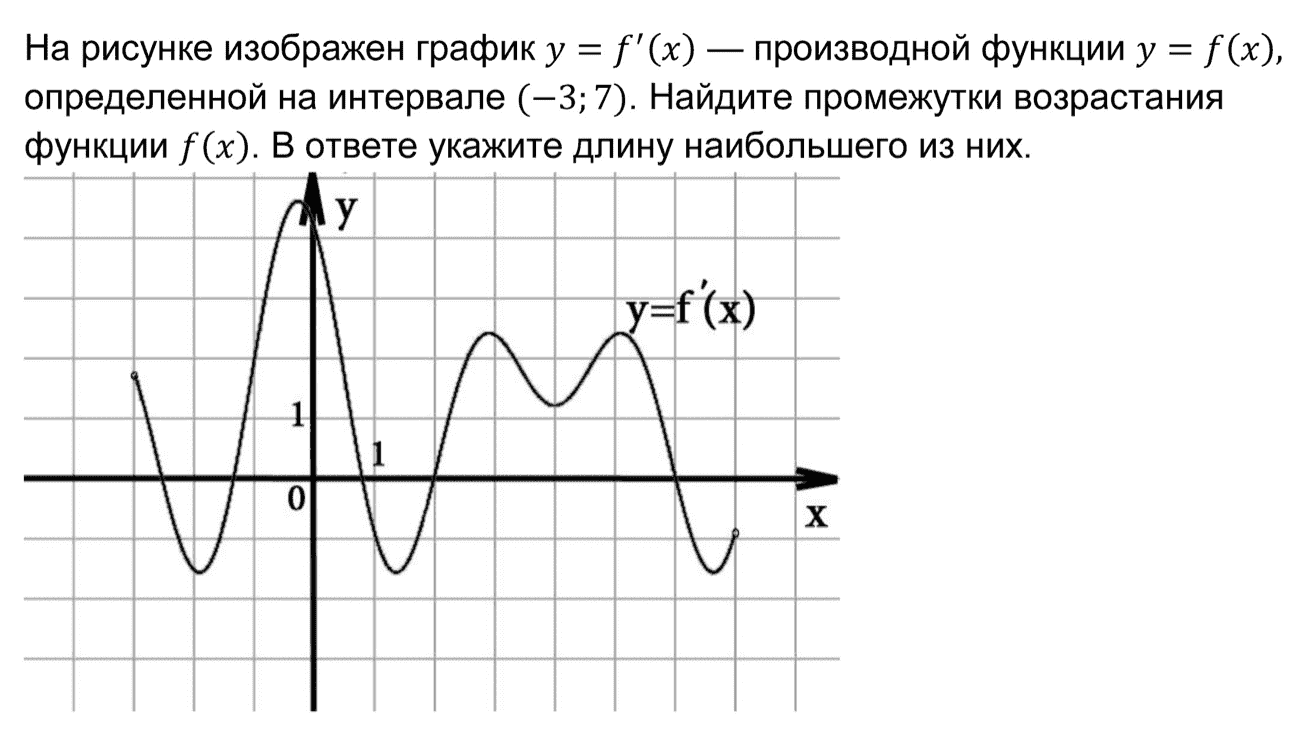 На рисунке изображен график y = f′(x) — производной функции y = f(x),
определенной на интервале (−3; 7). Найдите промежутки возрастания
функции f(x). В ответе укажите длину наибольшего из них.
y
y=f′(x)
1
1
0
x